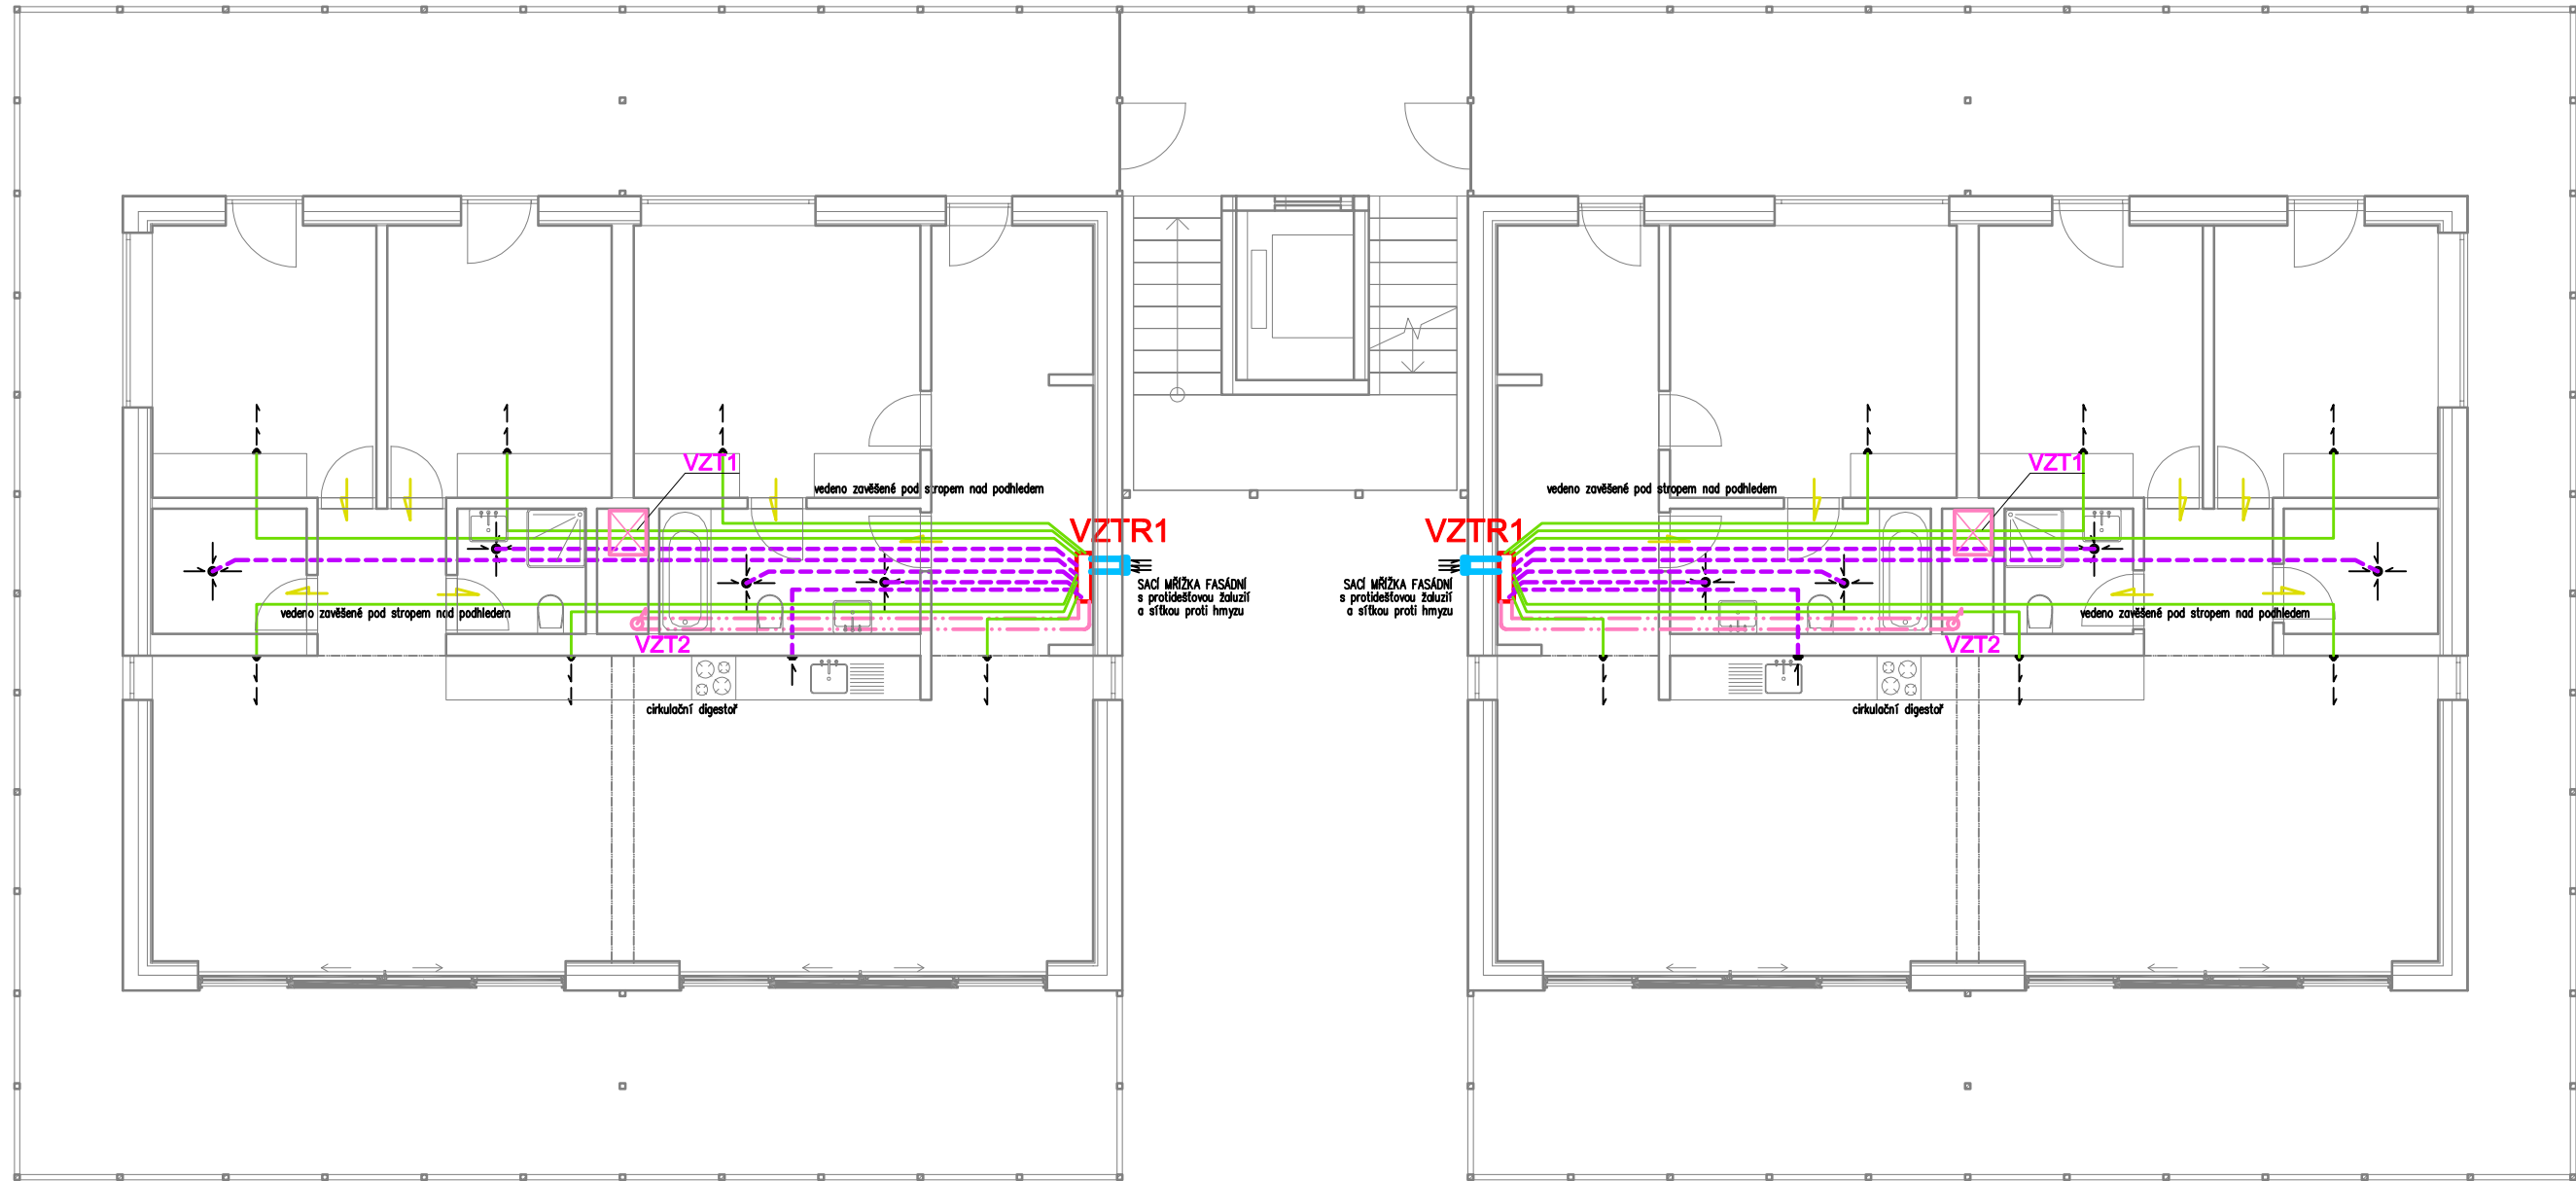 VZT1
VZT1
vedeno zavěšené pod stropem nad podhledem
vedeno zavěšené pod stropem nad podhledem
VZTR1
VZTR1
SACÍ MŘÍŽKA FASÁDNÍ
s protidešťovou žaluzií
a síťkou proti hmyzu
SACÍ MŘÍŽKA FASÁDNÍ
s protidešťovou žaluzií
a síťkou proti hmyzu
vedeno zavěšené pod stropem nad podhledem
vedeno zavěšené pod stropem nad podhledem
VZT2
VZT2
cirkulační digestoř
cirkulační digestoř